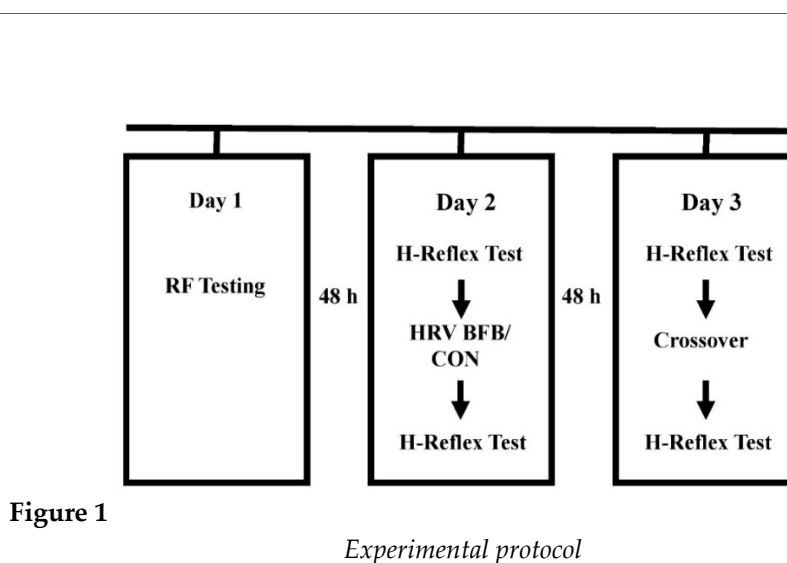 Day 1
RF Testing
48 h
Day 2
H-Reflex Test
HRV BFB/
CON
H-Reflex Test
48 h
Day 3
H-Reflex Test
Crossover
H-Reflex Test
Figure 1
Experimental protocol